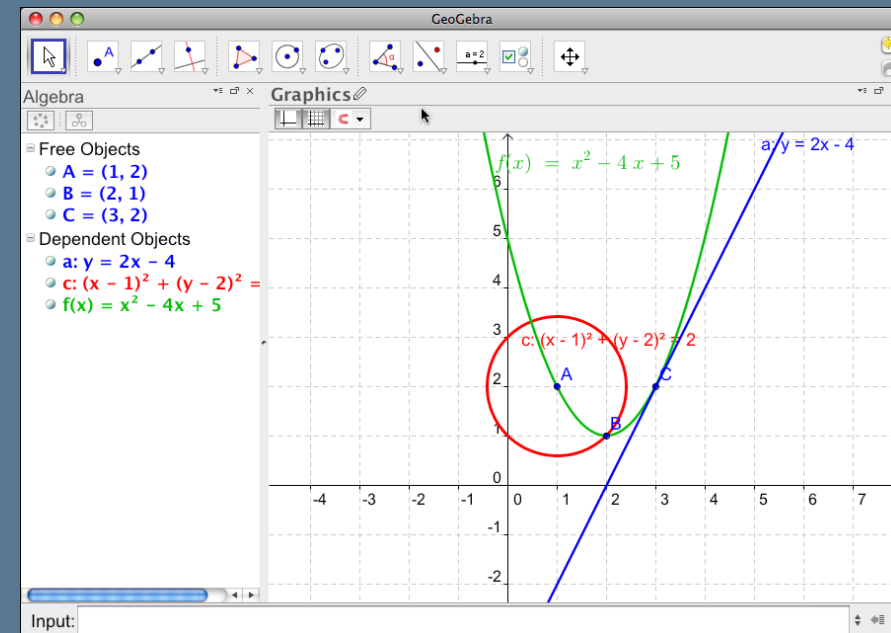 GeoGebra
A
α
a = 2
Algebra
Graphics
Free Objects
A = (1, 2)
B = (2, 1)
C = (3, 2)
Dependent Objects
a: y = 2x − 4
c: (x − 1)² + (y − 2)² =
f(x) = x² − 4x + 5
f(x) = x² − 4 x + 5
a: y = 2x - 4
6
5
4
3
c: (x - 1)² + (y - 2)² = 2
2
A
C
1
B
0
-4 -3 -2 -1 0 1 2 3 4 5 6 7
-1
-2
Input: